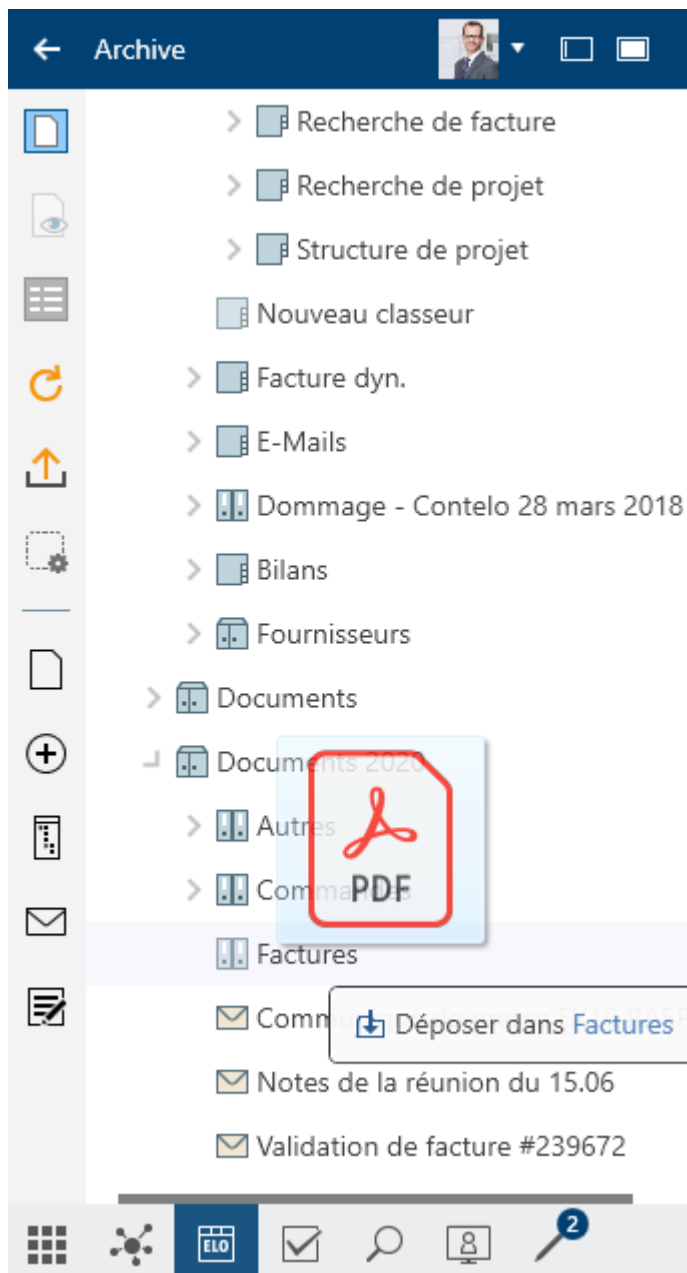 Archive
Recherche de facture
Recherche de projet
Structure de projet
Nouveau classeur
Facture dyn.
E-Mails
Dommage - Contelo 28 mars 2018
Bilans
Fournisseurs
Documents
Documents 2020
Autres
Commandes
PDF
Factures
Déposer dans Factures
Notes de la réunion du 15.06
Validation de facture #239672
ELO
2